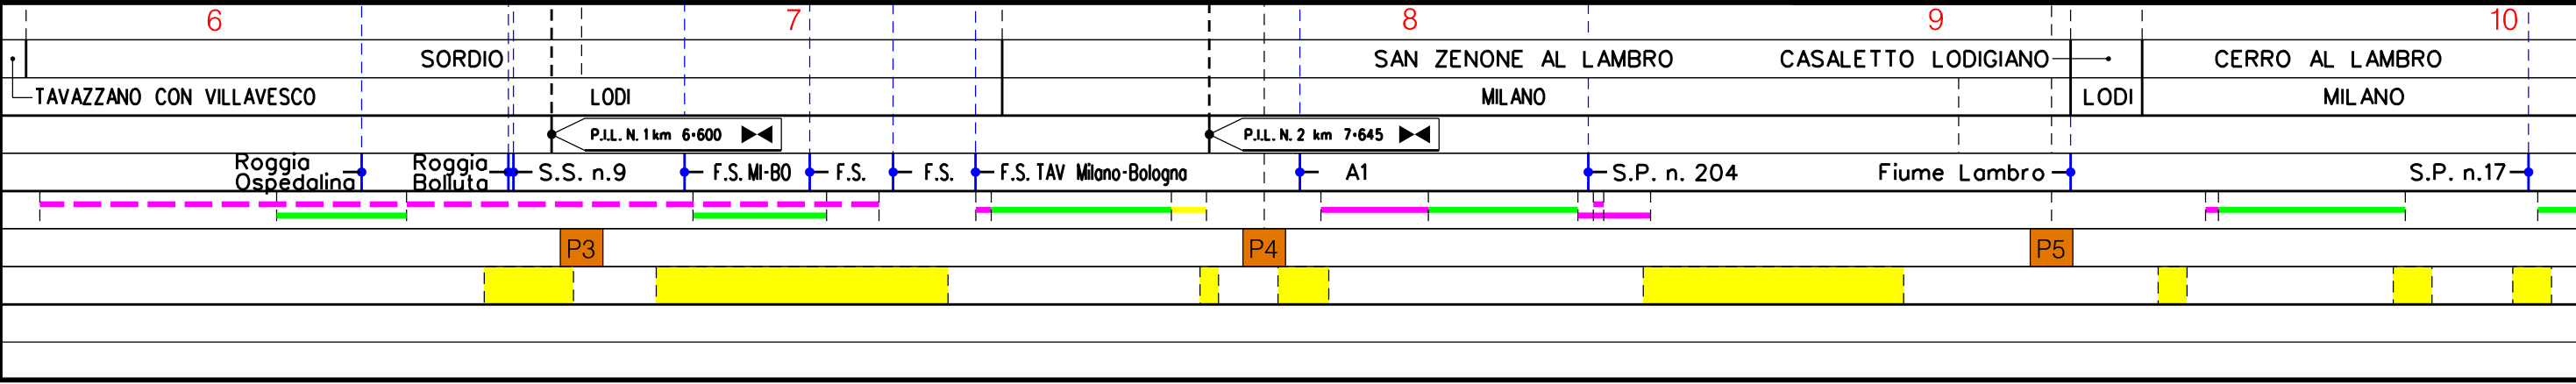 6 7 8 9 10
SORDIO SAN ZENONE AL LAMBRO CASALETTO LODIGIANO CERRO AL LAMBRO
TAVAZZANO CON VILLAVESCO LODI MILANO LODI MILANO
P.I.L. N. 1 km 6+600 P.I.L. N. 2 km 7+645
Roggia Ospedalina Roggia Bolluta S.S. n.9 F.S. MI-BO F.S. F.S. F.S. TAV Milano-Bologna A1 S.P. n. 204 Fiume Lambro S.P. n.17
P3 P4 P5